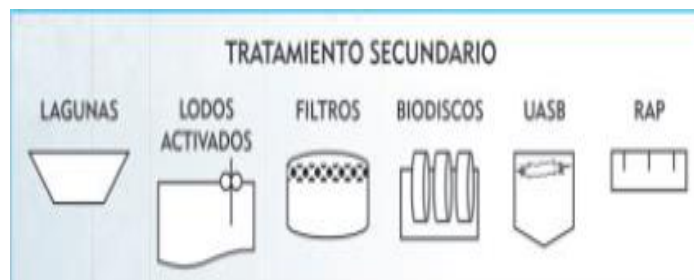 TRATAMIENTO SECUNDARIO
LAGUNAS
LODOS
ACTIVADOS
FILTROS
BIODISCOS
UASB
RAP